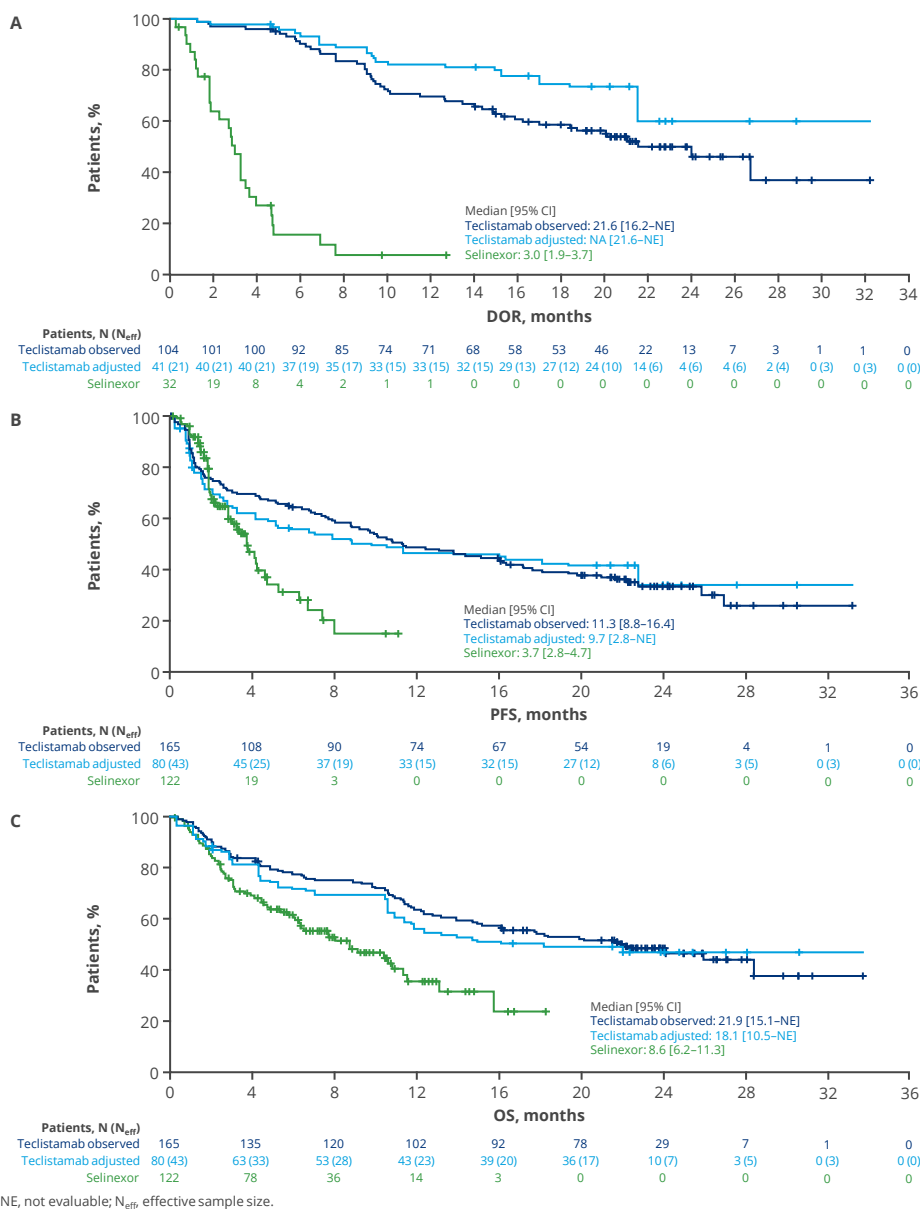 A
Patients, %
100
80
60
40
20
0
Median [95% CI]
Teclistamab observed: 21.6 [16.2–NE]
Teclistamab adjusted: NA [21.6–NE]
Selinexor: 3.0 [1.9–3.7]
0 2 4 6 8 10 12 14 16 18 20 22 24 26 28 30 32 34
DOR, months
Patients, N (Neff)
Teclistamab observed 104 101 100 92 85 74 71 68 58 53 46 22 13 7 3 1 1 0
Teclistamab adjusted 41 (21) 40 (21) 40 (21) 37 (19) 35 (17) 33 (15) 33 (15) 32 (15) 29 (13) 27 (12) 24 (10) 14 (6) 4 (6) 4 (6) 2 (4) 0 (3) 0 (3) 0 (0)
Selinexor 32 19 8 4 2 1 1 0 0 0 0 0 0 0 0 0 0 0
B
Patients, %
100
80
60
40
20
0
Median [95% CI]
Teclistamab observed: 11.3 [8.8–16.4]
Teclistamab adjusted: 9.7 [2.8–NE]
Selinexor: 3.7 [2.8–4.7]
0 4 8 12 16 20 24 28 32 36
PFS, months
Patients, N (Neff)
Teclistamab observed 165 108 90 74 67 54 19 4 1 0
Teclistamab adjusted 80 (43) 45 (25) 37 (19) 33 (15) 32 (15) 27 (12) 8 (6) 3 (5) 0 (3) 0 (0)
Selinexor 122 19 3 0 0 0 0 0 0 0
C
Patients, %
100
80
60
40
20
0
Median [95% CI]
Teclistamab observed: 21.9 [15.1–NE]
Teclistamab adjusted: 18.1 [10.5–NE]
Selinexor: 8.6 [6.2–11.3]
0 4 8 12 16 20 24 28 32 36
OS, months
Patients, N (Neff)
Teclistamab observed 165 135 120 102 92 78 29 7 1 0
Teclistamab adjusted 80 (43) 63 (33) 53 (28) 43 (23) 39 (20) 36 (17) 10 (7) 3 (5) 0 (3) 0 (0)
Selinexor 122 78 36 14 3 0 0 0 0 0
NE, not evaluable; Neff, effective sample size.